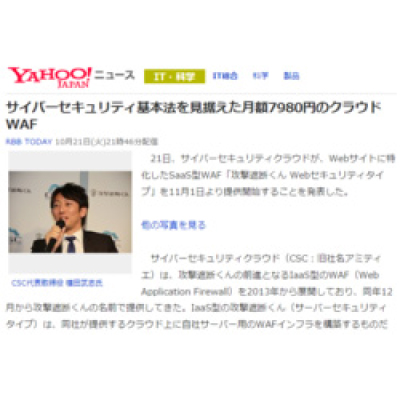 YAHOO! ニュース
JAPAN
IT・科学
IT総合
科学
製品
サイバーセキュリティ基本法を見据えた月額7980円のクラウド
WAF
RBB TODAY 10月21日(火)21時46分配信
21日、サイバーセキュリティクラウドが、Webサイトに特
化したSaaS型WAF「攻撃遮断くん Webセキュリティタイ
プ」を11月1日より提供開始することを発表した。
他の写真を見る
CSC代表取締役
サイバーセキュリティクラウド（CSC：旧社名アミティ
エ）は、攻撃遮断くんの前進となるIaaS型のWAF（Web
Application Firewall）を2013年から展開しており、同年12
月から攻撃遮断くんの名前で提供してきた。IaaS型の攻撃遮断くん（サーバーセキュリティ
タイプ）は、同社が提供するクラウド上に自社サーバー用のWAFインフラを構築するものだ